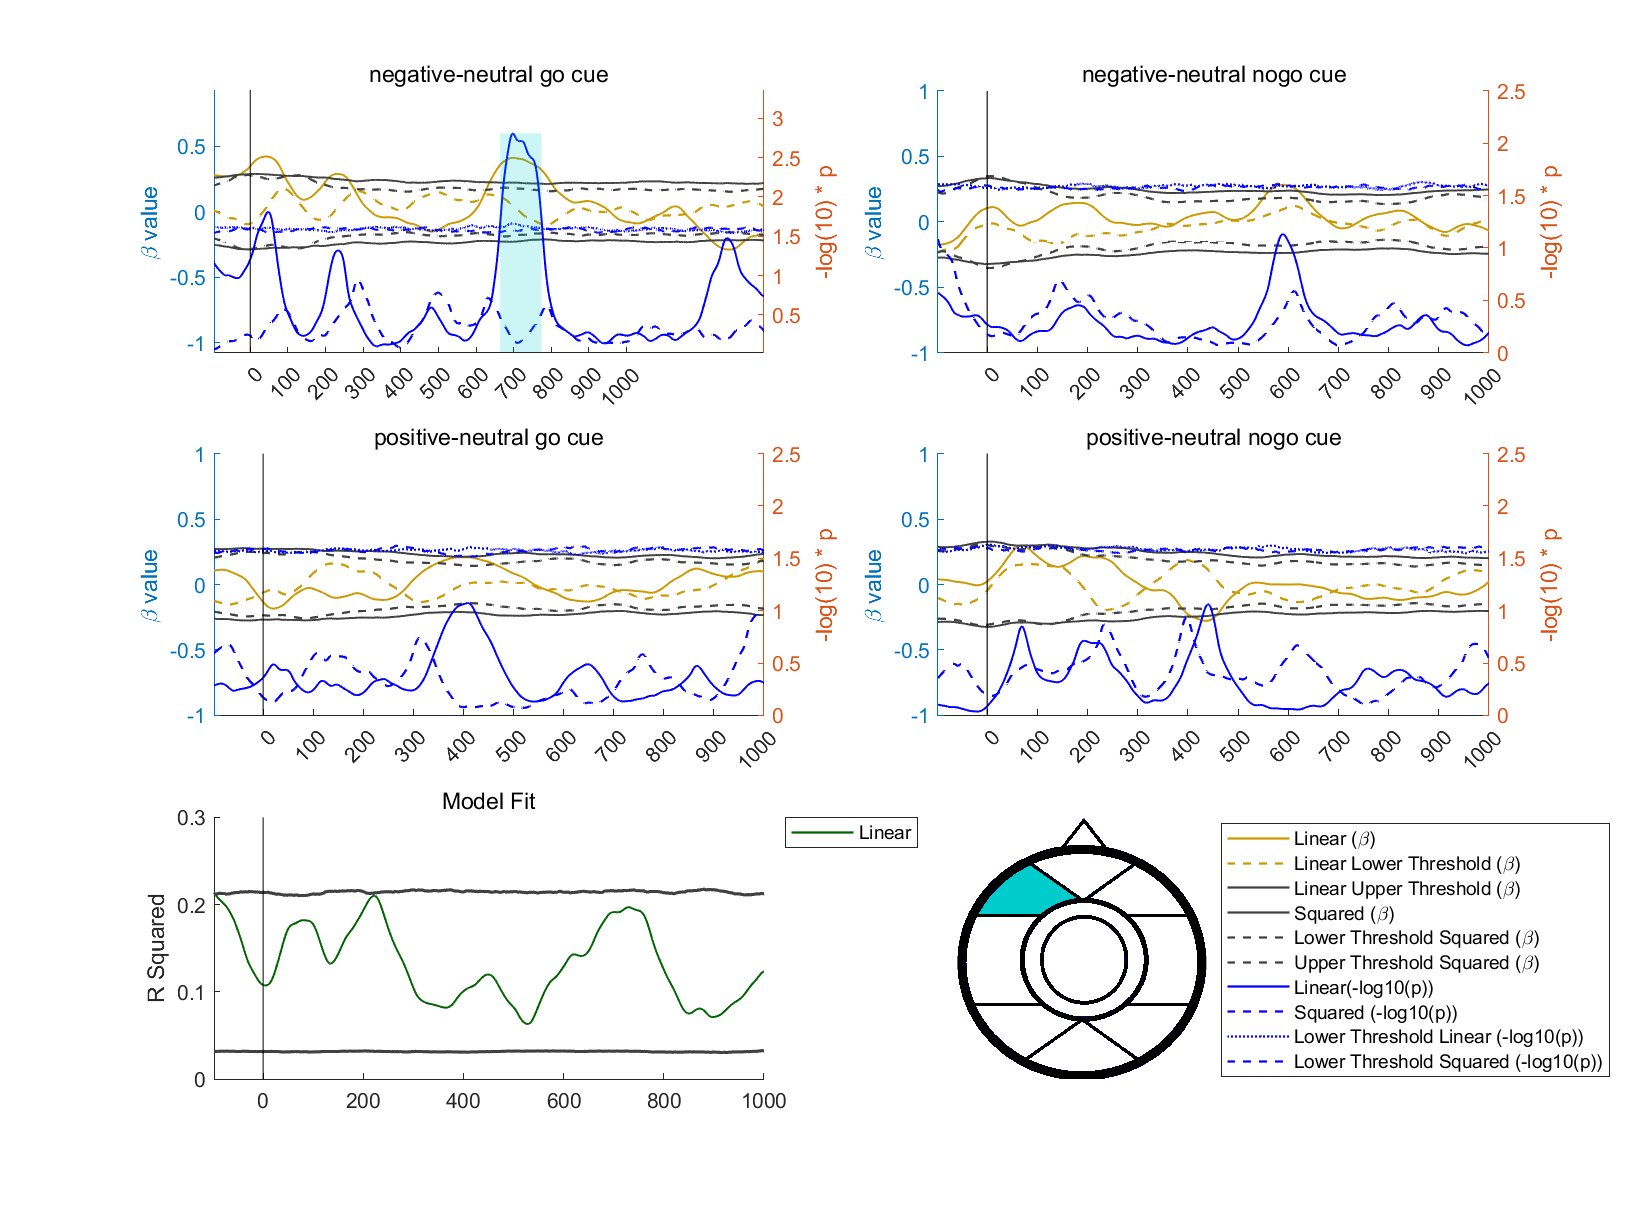 negative-neutral go cue
β value
0.5
0
-0.5
-1
3
2.5
2
1.5
1
0.5
-log(10) * p
0 100 200 300 400 500 600 700 800 900 1000
negative-neutral nogo cue
β value
1
0.5
0
-0.5
-1
2.5
2
1.5
1
0.5
0
-log(10) * p
0 100 200 300 400 500 600 700 800 900 1000
positive-neutral go cue
β value
1
0.5
0
-0.5
-1
2.5
2
1.5
1
0.5
0
-log(10) * p
0 100 200 300 400 500 600 700 800 900 1000
positive-neutral nogo cue
β value
1
0.5
0
-0.5
-1
2.5
2
1.5
1
0.5
0
-log(10) * p
0 100 200 300 400 500 600 700 800 900 1000
Model Fit
R Squared
0.3
0.2
0.1
0
0 200 400 600 800 1000
Linear
Linear (β)
Linear Lower Threshold (β)
Linear Upper Threshold (β)
Squared (β)
Lower Threshold Squared (β)
Upper Threshold Squared (β)
Linear(-log10(p))
Squared (-log10(p))
Lower Threshold Linear (-log10(p))
Lower Threshold Squared (-log10(p))